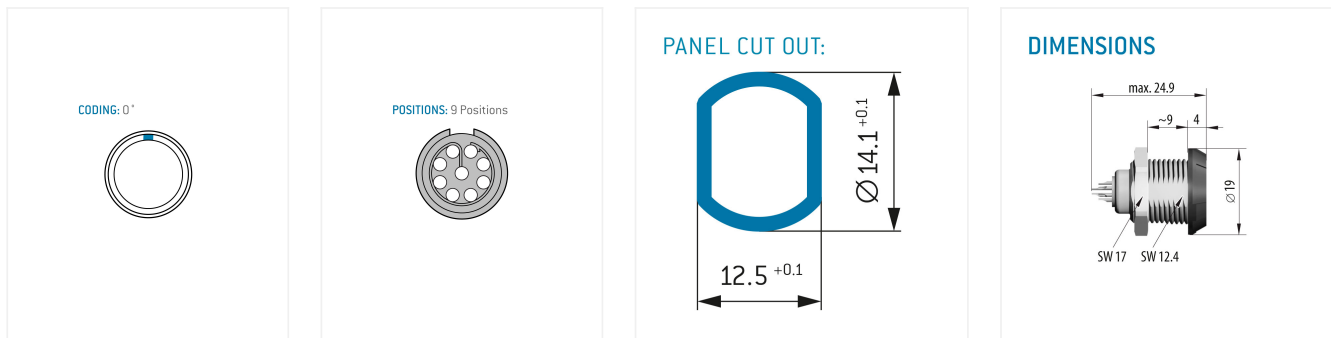 CODING: 0°
POSITIONS: 9 Positions
PANEL CUT OUT:
Ø 14.1 +0.1
12.5 +0.1
DIMENSIONS
max. 24.9
~9
4
Ø 19
SW 17
SW 12.4